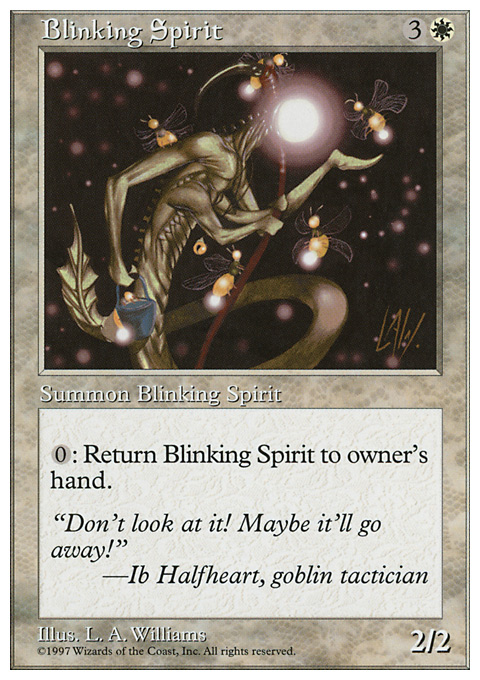 Blinking Spirit 3
LAW
Summon Blinking Spirit
0: Return Blinking Spirit to owner's
hand.
"Don't look at it! Maybe it'll go
away!"
—Ib Halfheart, goblin tactician
Illus. L. A. Williams
2/2
©1997 Wizards of the Coast, Inc. All rights reserved.